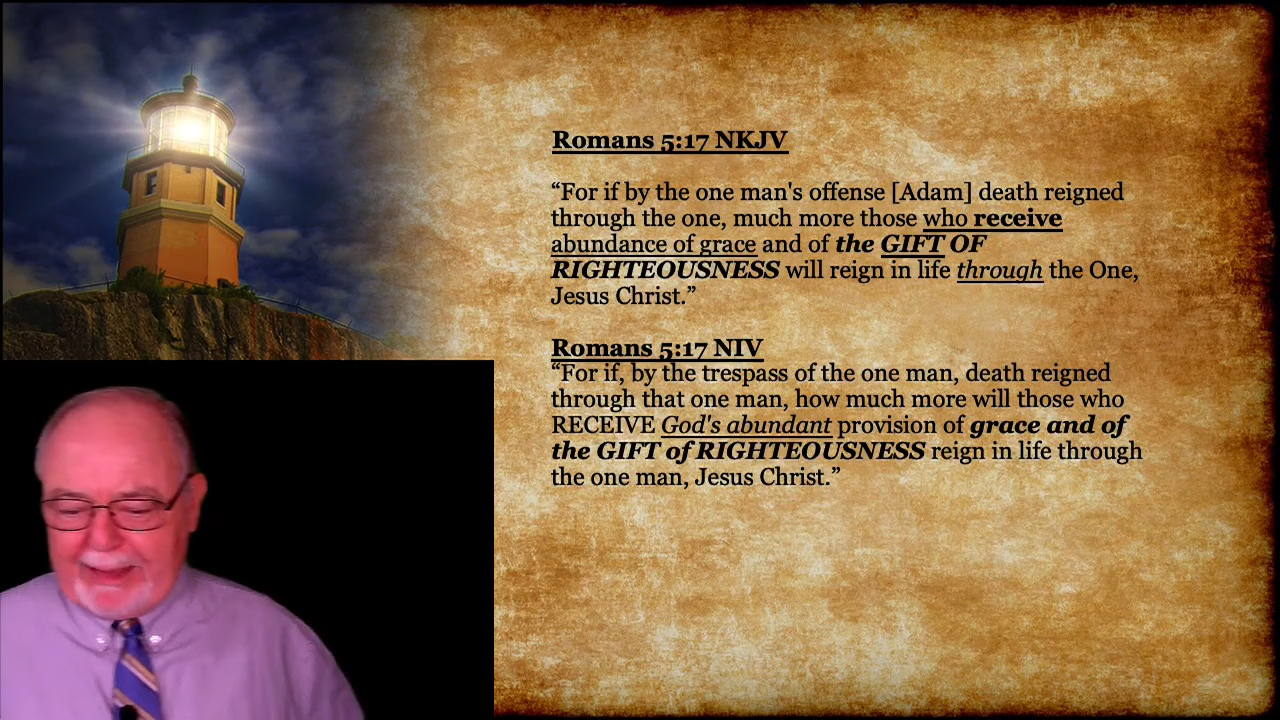 Romans 5:17 NKJV
“For if by the one man's offense [Adam] death reigned
through the one, much more those who receive
abundance of grace and of the GIFT OF
RIGHTEOUSNESS will reign in life through the One,
Jesus Christ.”
Romans 5:17 NIV
“For if, by the trespass of the one man, death reigned
through that one man, how much more will those who
RECEIVE God's abundant provision of grace and of
the GIFT of RIGHTEOUSNESS reign in life through
the one man, Jesus Christ.”